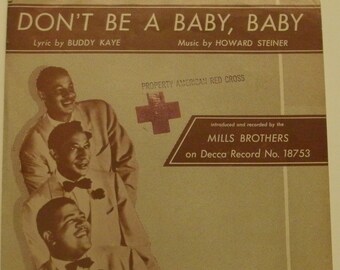 DON'T BE A BABY, BABY
Lyric by BUDDY KAYE Music by HOWARD STEINER
PROPERTY AMERICAN RED CROSS
introduced and recorded by the
MILLS BROTHERS
on Decca Record No. 18753